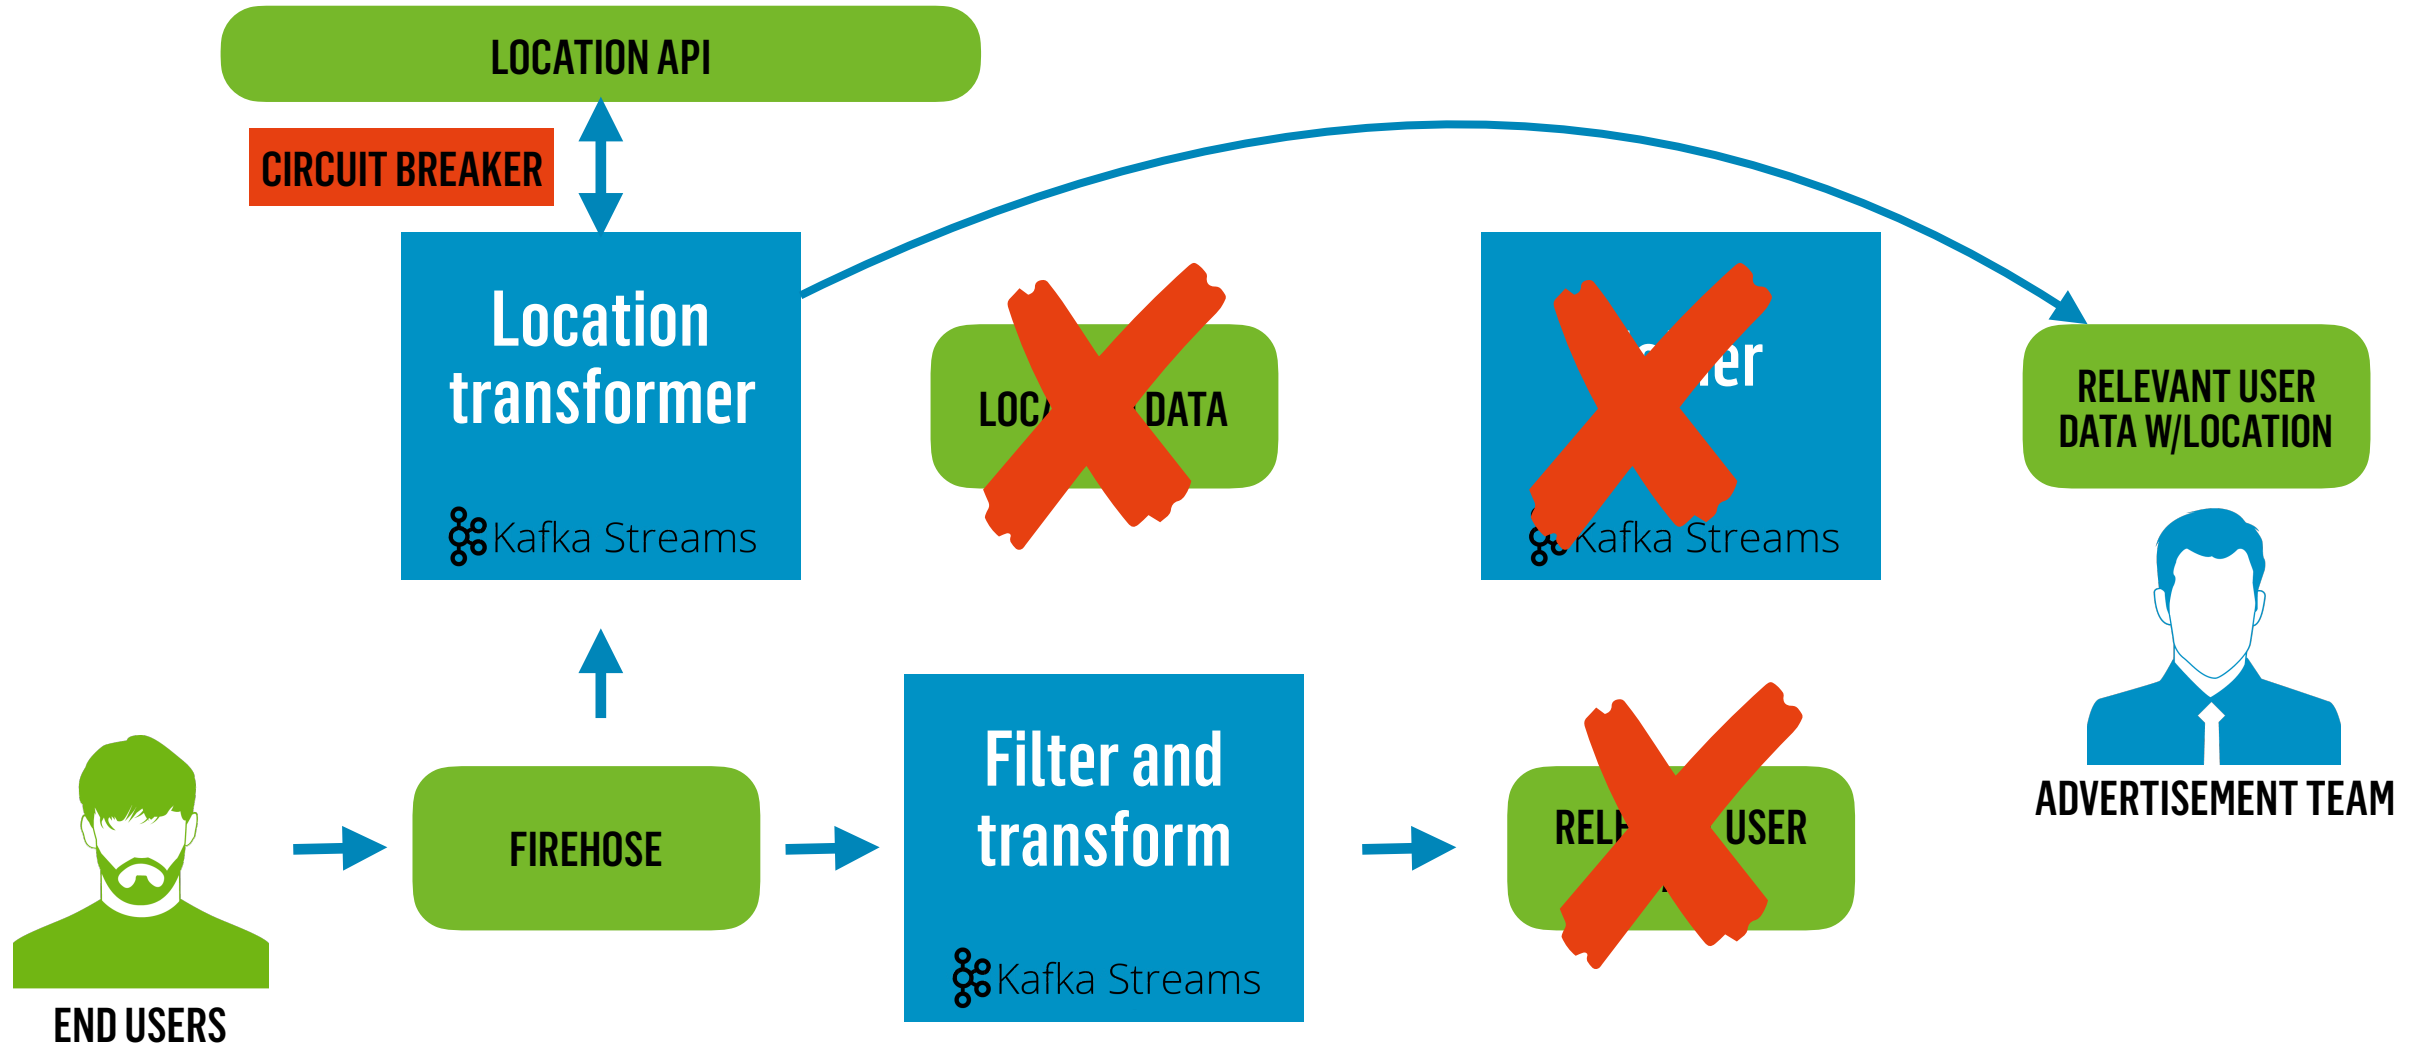 LOCATION API
CIRCUIT BREAKER
Location
transformer
Kafka Streams
DATA
Kafka Streams
RELEVANT USER
DATA W/LOCATION
ADVERTISEMENT TEAM
Filter and
transform
Kafka Streams
USER
FIREHOSE
END USERS